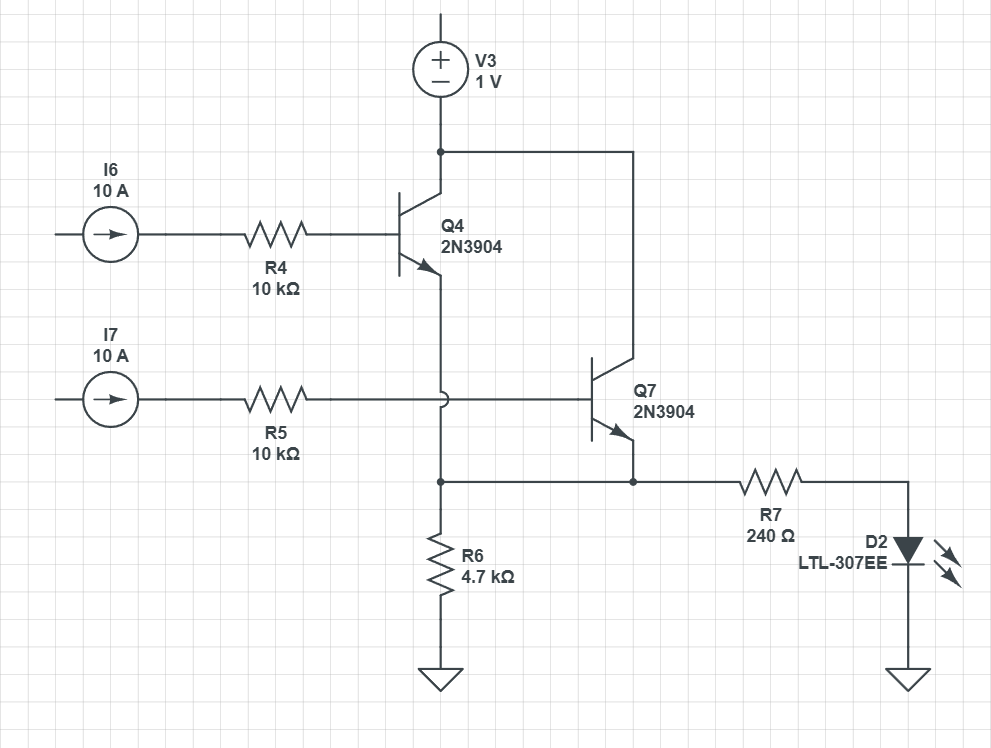 V3
1 V
I6
10 A
Q4
2N3904
R4
10 kΩ
I7
10 A
Q7
2N3904
R5
10 kΩ
R7
240 Ω
D2
LTL-307EE
R6
4.7 kΩ